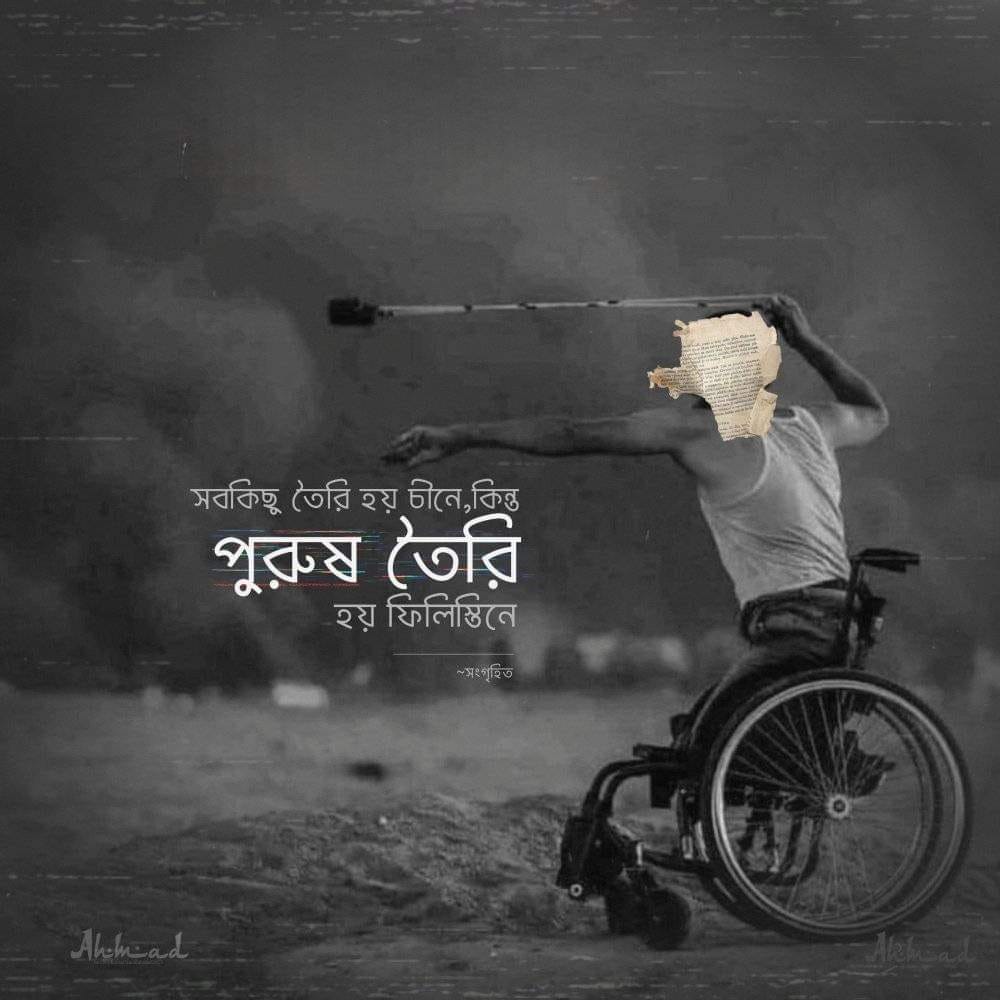 সবকিছু তৈরি হয় চীনে,কিন্ত
পুরুষ তৈরি
হয় ফিলিস্তিনে
~সংগৃহিত
Ahmad
Ahmad